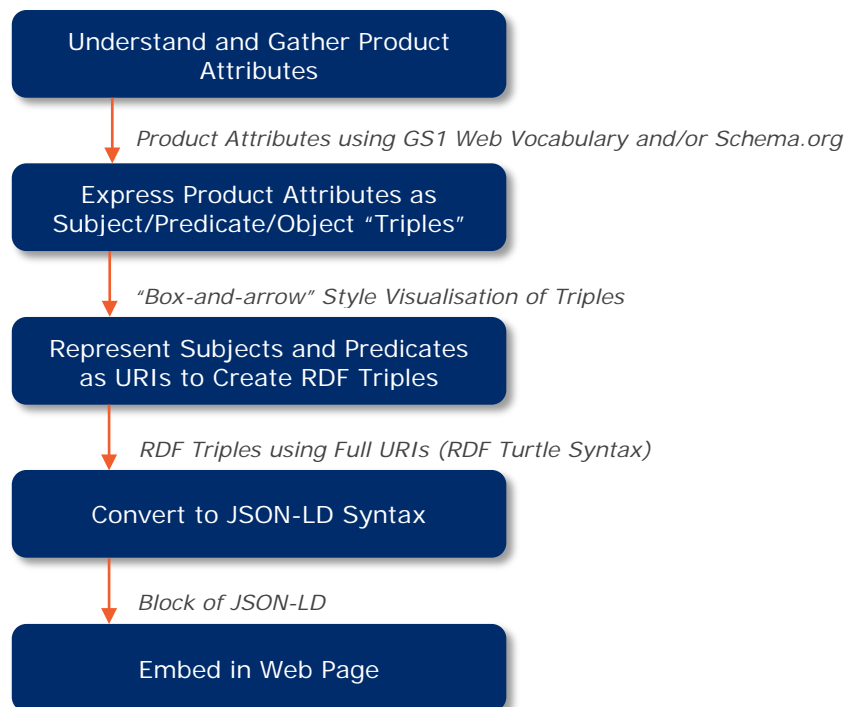 Understand and Gather Product
Attributes
Product Attributes using GS1 Web Vocabulary and/or Schema.org
Express Product Attributes as
Subject/Predicate/Object “Triples”
“Box-and-arrow” Style Visualisation of Triples
Represent Subjects and Predicates
as URIs to Create RDF Triples
RDF Triples using Full URIs (RDF Turtle Syntax)
Convert to JSON-LD Syntax
Block of JSON-LD
Embed in Web Page